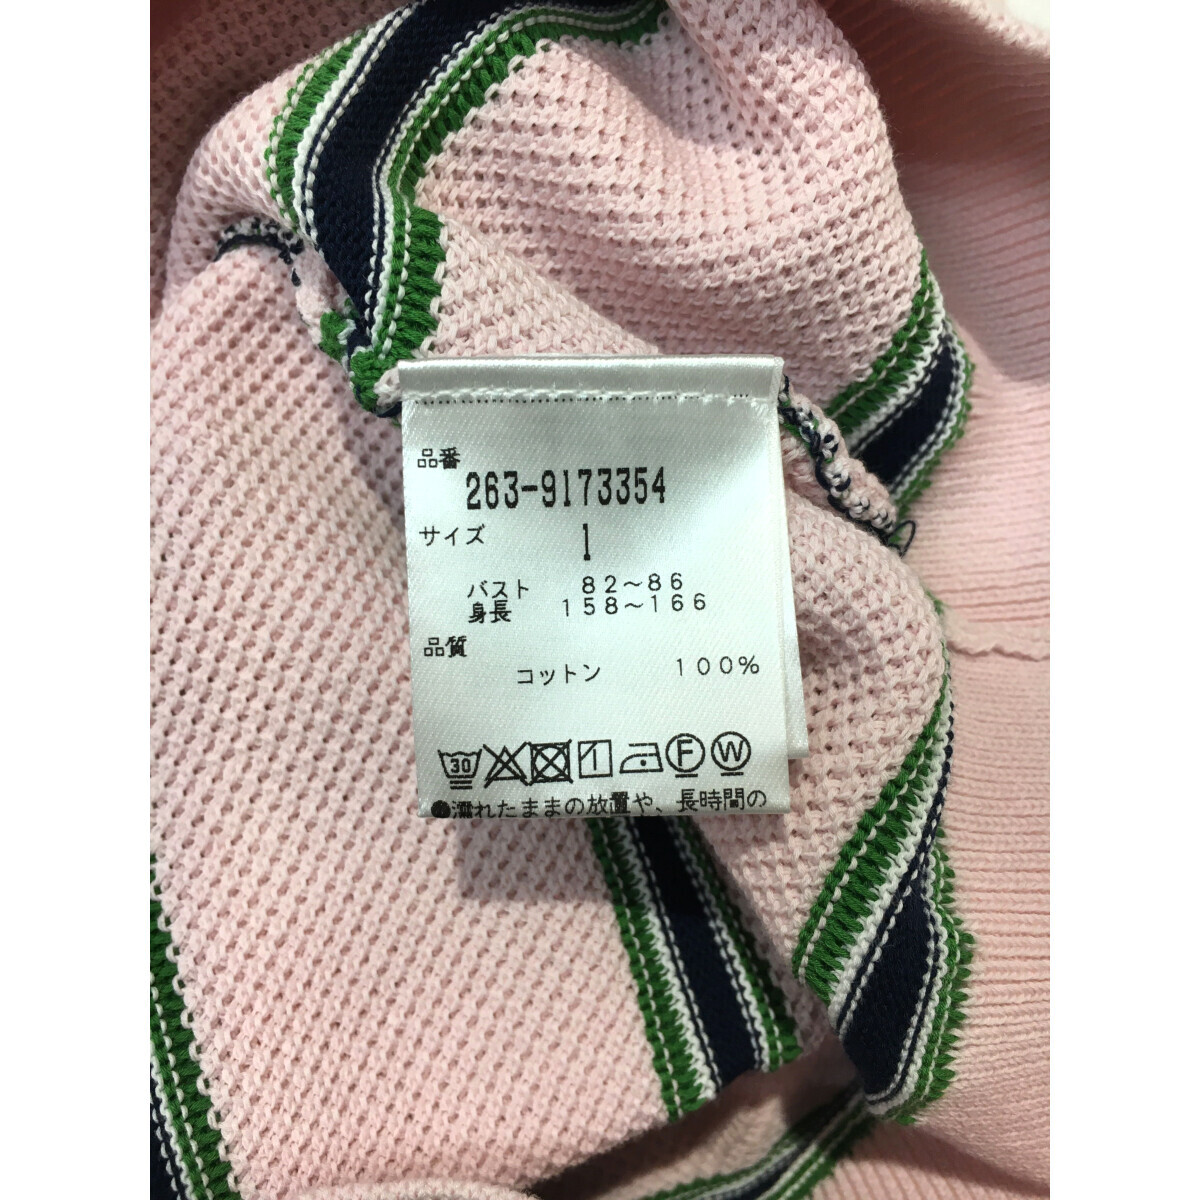 品番
263-9173354
サイズ 1
バスト 82～86
身長 158～166
品質
コットン 100%
30 F W
●濡れたままの放置や、長時間の